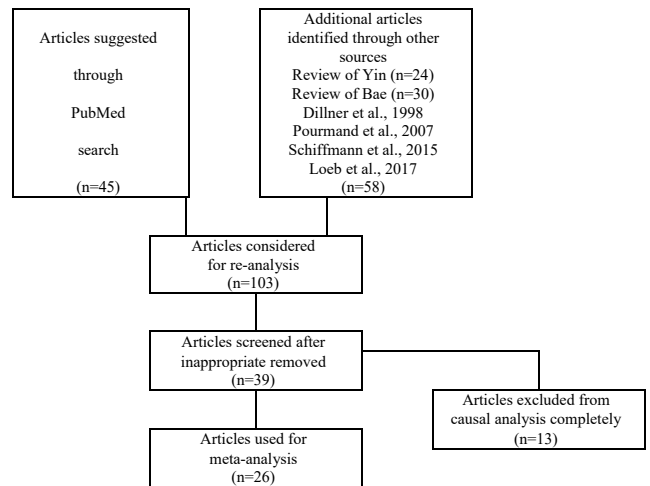 Articles suggested
through
PubMed
search
(n=45)
Additional articles
identified through other
sources
Review of Yin (n=24)
Review of Bae (n=30)
Dillner et al., 1998
Pourmand et al., 2007
Schiffmann et al., 2015
Loeb et al., 2017
(n=58)
Articles considered
for re-analysis
(n=103)
Articles screened after
inappropriate removed
(n=39)
Articles excluded from
causal analysis completely
(n=13)
Articles used for
meta-analysis
(n=26)